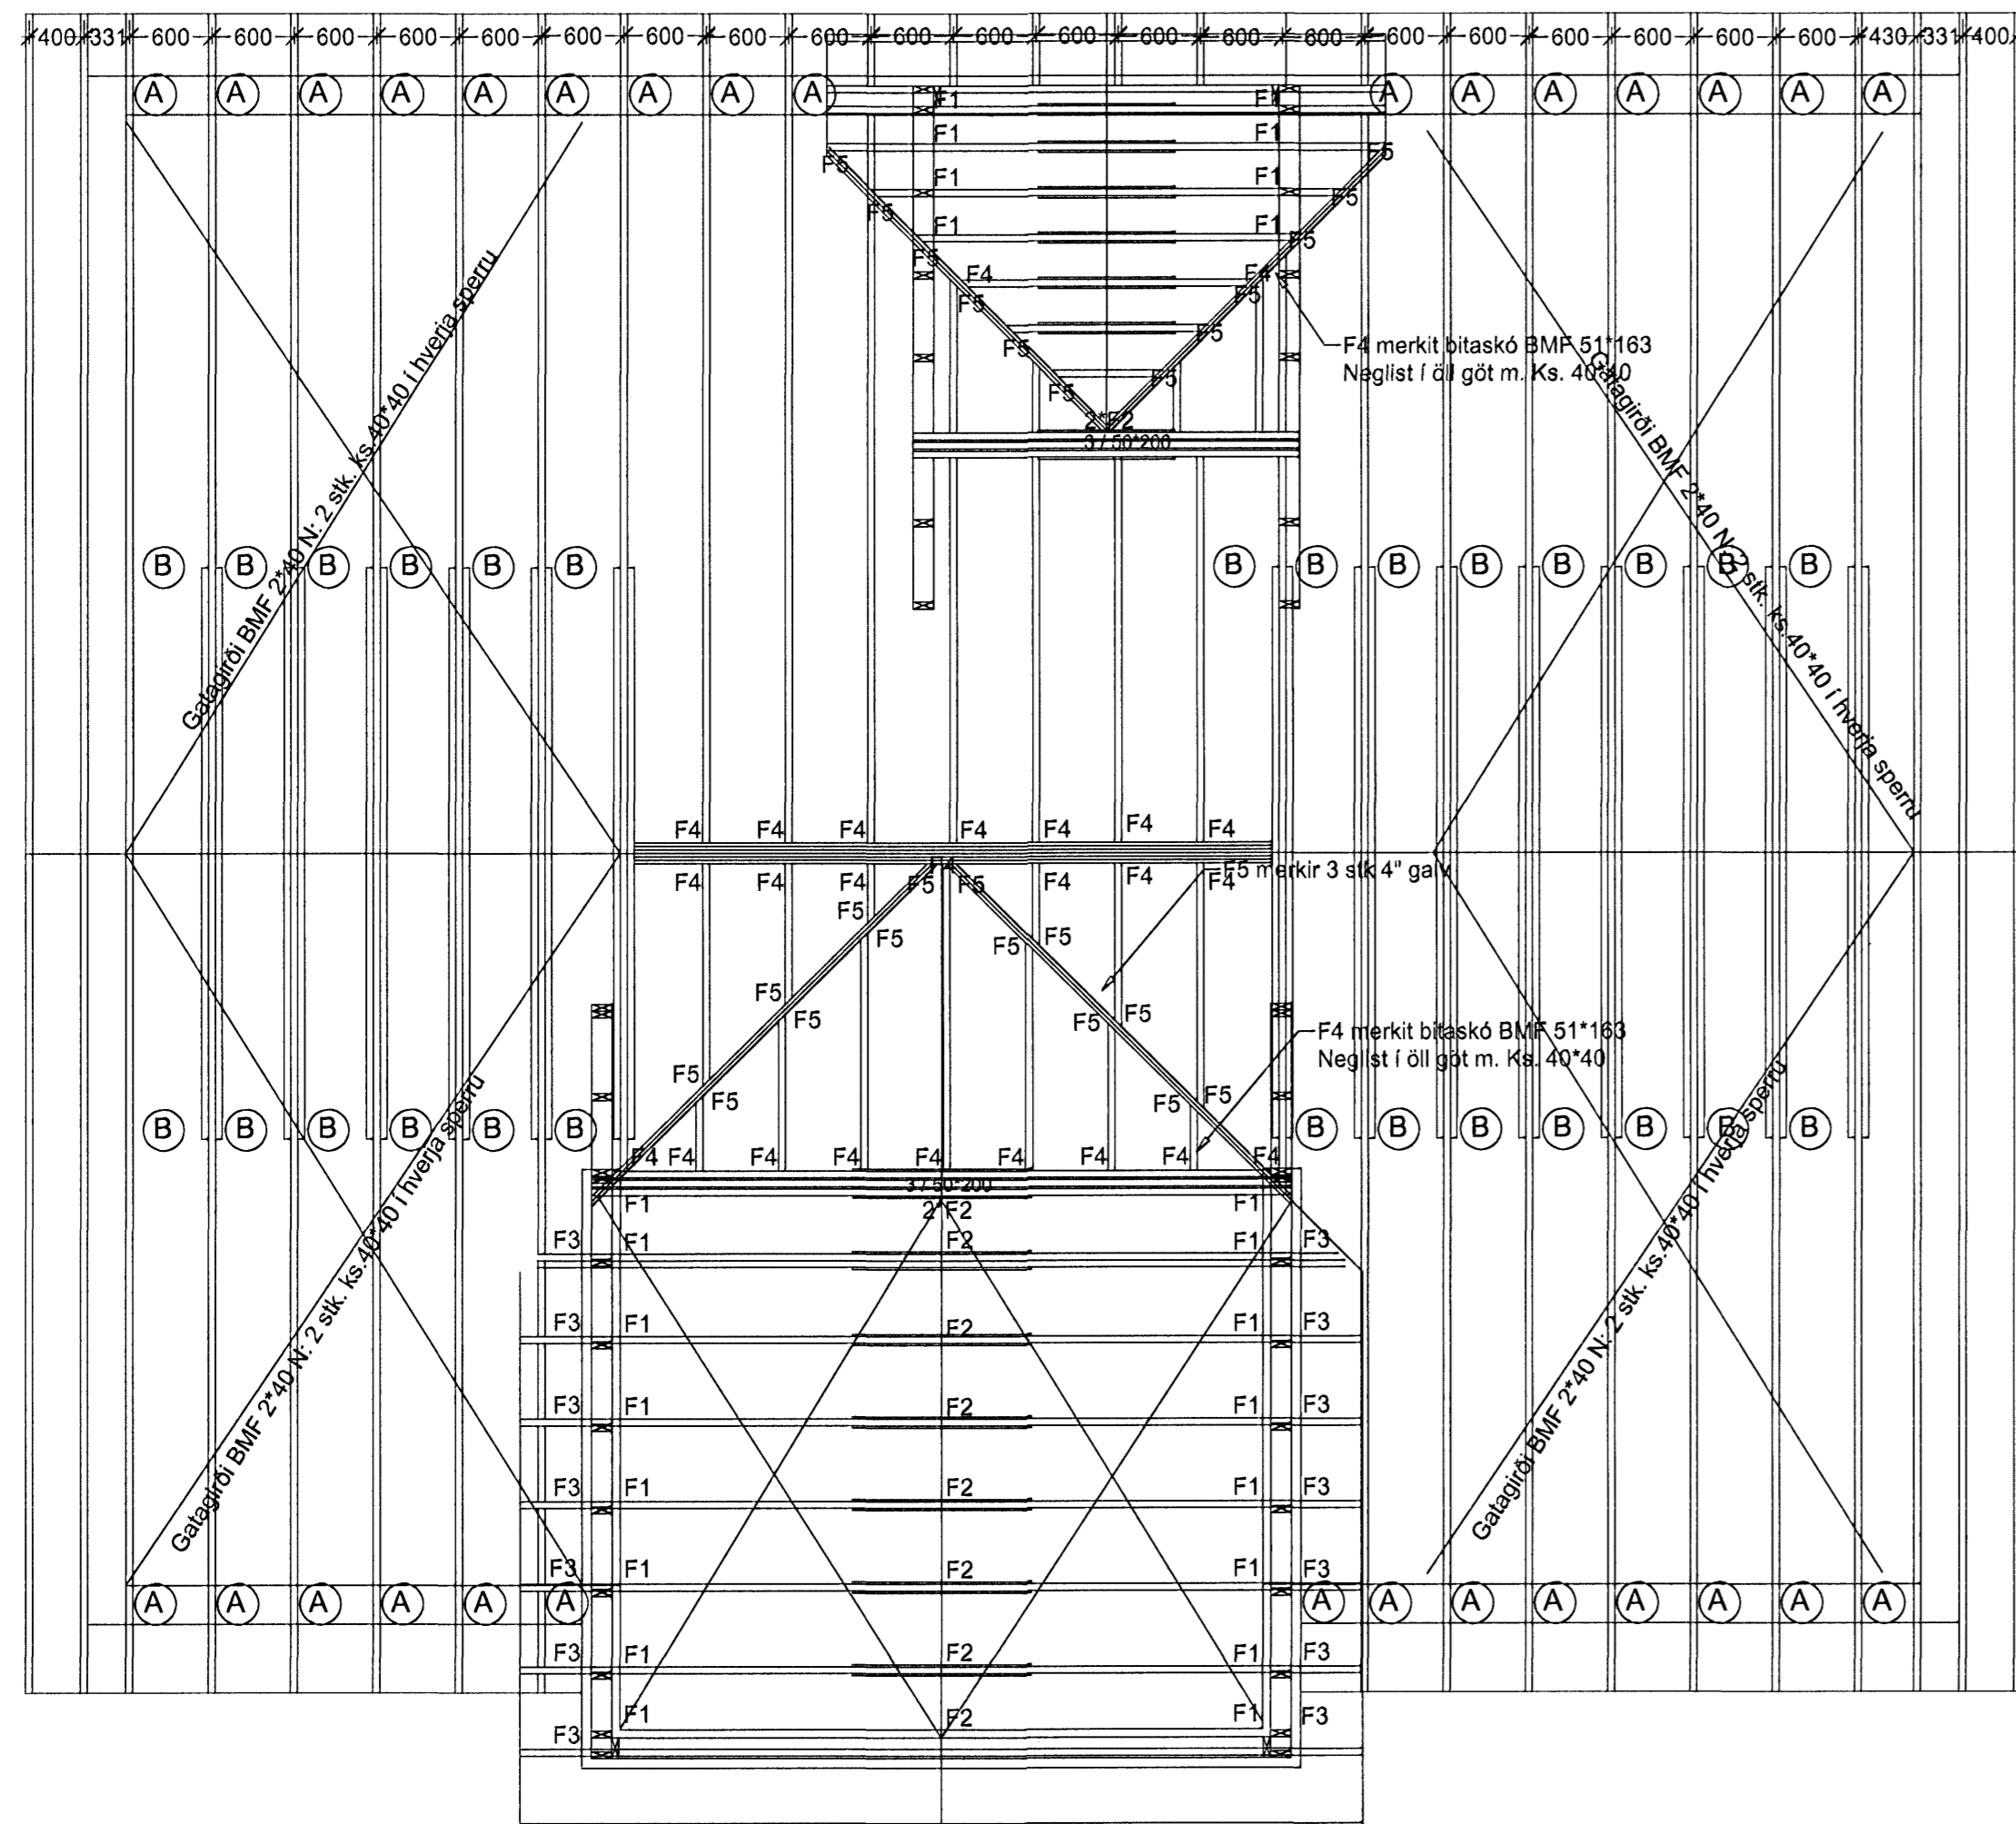 400 331 600 600 600 600 600 600 600 600 600 600 600 600 600 600 600 600 600 600 600 600 600 430 331 400
A A A A A A A A A F1 F1 A A A A A A A
F1 F1
F5 F5
F1 F1
F5 F5
F1 F1
F5 F5
F4 F4
F5 F5
F5 F5
F4 merkit bitaskó BMF 51*163
Neglist í öll göt m. Ks. 40*40
F5 F5
2*F2
3 / 50*200
Gatagirði BMF 2*40 N: 2 stk. ks.40*40 í hverja sperru
Gatagirði BMF 2*40 N: 2 stk. ks.40*40 í hverja sperru
B B B B B B B B B B B B B B
F4 F4 F4 F4 F4 F4 F4
F4
F4 F4 F4 F5 F5 F4 F4 F4
F5 merkir 3 stk 4" galv
F5 F5
F5 F5
F5 F5
F5 F5
F4 merkit bitaskó BMF 51*163
Neglist í öll göt m. Ks. 40*40
F5 F5
F5 F5
B B B B B B B B B B B B B
F4 F4 F4 F4 F4 F4 F4 F4 F4
3 / 50*200
F1 2*F2 F1
F3 F1 F2 F1 F3
F3 F1 F2 F1 F3
F3 F1 F2 F1 F3
F3 F1 F2 F1 F3
F3 F1 F2 F1 F3
Gatagirði BMF 2*40 N: 2 stk. ks.40*40 í hverja sperru
Gatagirði BMF 2*40 N: 2 stk. ks.40*40 í hverja sperru
A A A A A A A A A A A A A A
F3 F1 F2 F1 F3
F3 F1 F2 F1 F3